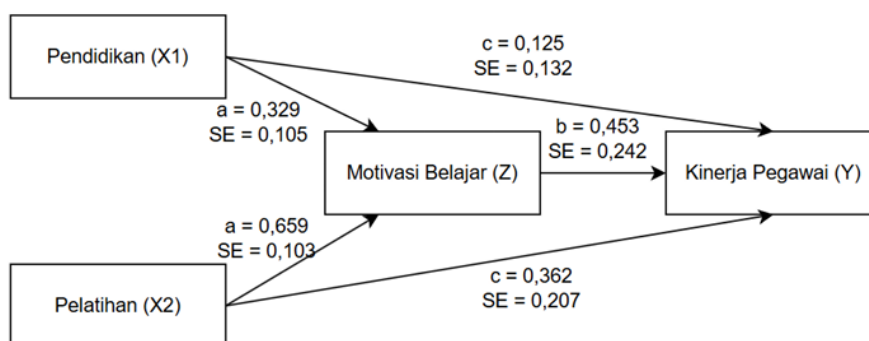 Pendidikan (X1)
c = 0,125
SE = 0,132
a = 0,329
SE = 0,105
b = 0,453
SE = 0,242
Motivasi Belajar (Z)
Kinerja Pegawai (Y)
a = 0,659
SE = 0,103
Pelatihan (X2)
c = 0,362
SE = 0,207